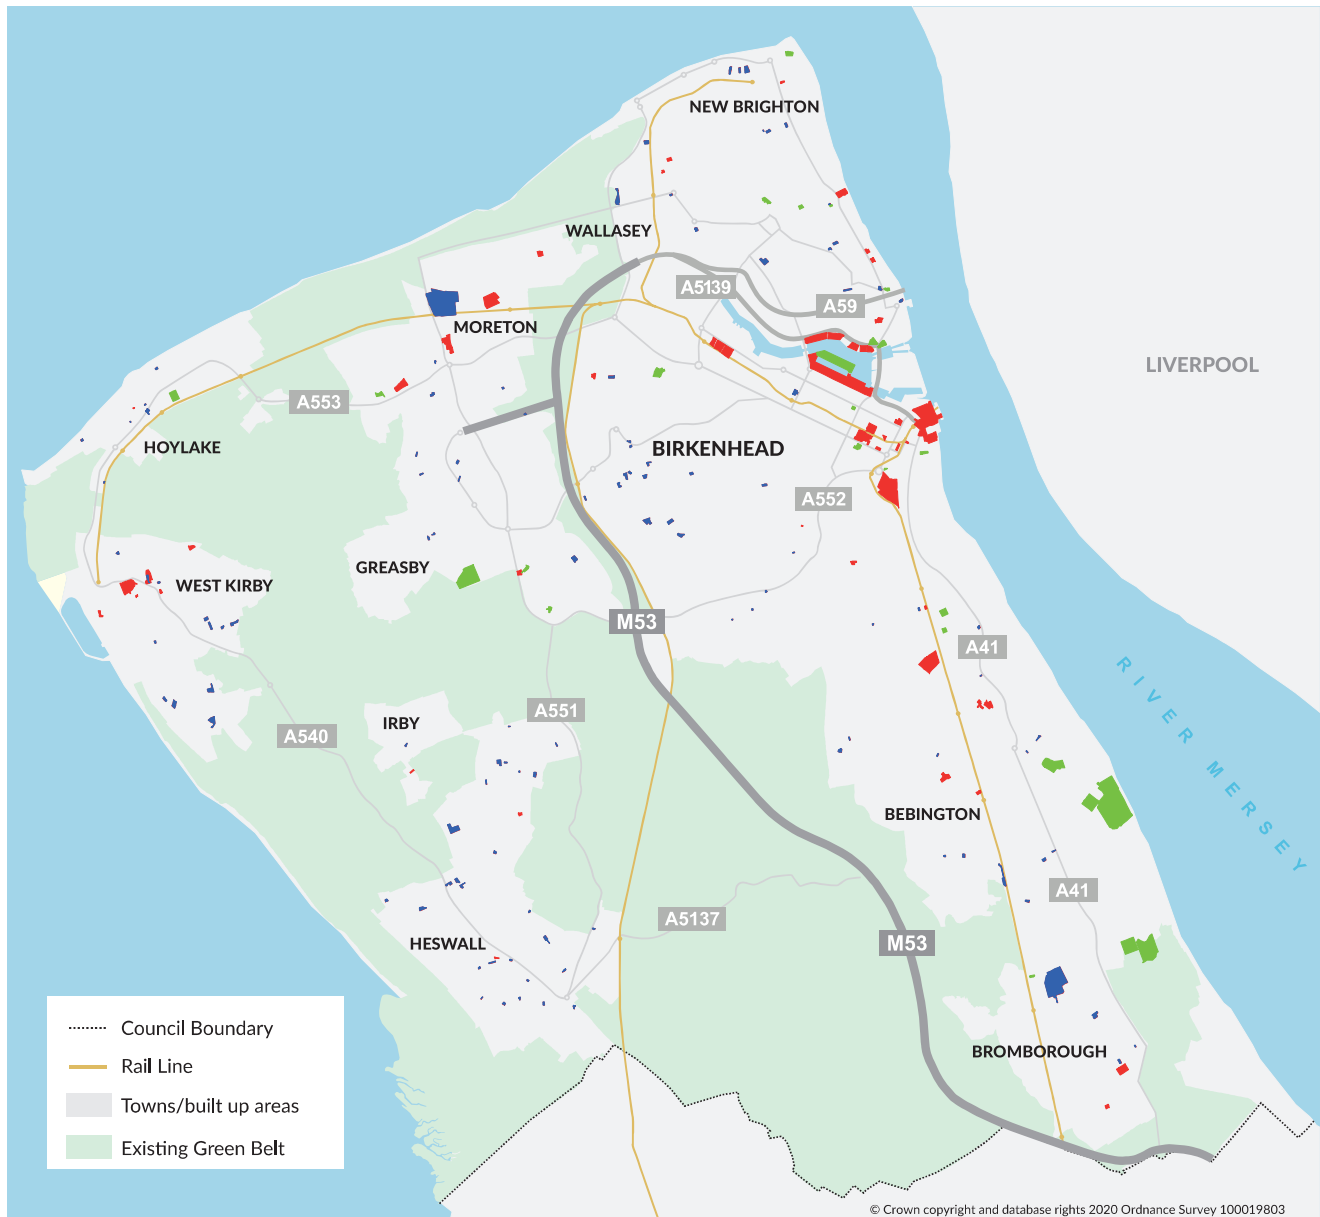 NEW BRIGHTON
WALLASEY
A5139
A59
MORETON
LIVERPOOL
A553
HOYLAKE
BIRKENHEAD
A552
GREASBY
WEST KIRBY
M53
A41
RIVER MERSEY
A551
IRBY
A540
BEBINGTON
A41
A5137
HESWALL
M53
BROMBOROUGH
Council Boundary
Rail Line
Towns/built up areas
Existing Green Belt
© Crown copyright and database rights 2020 Ordnance Survey 100019803